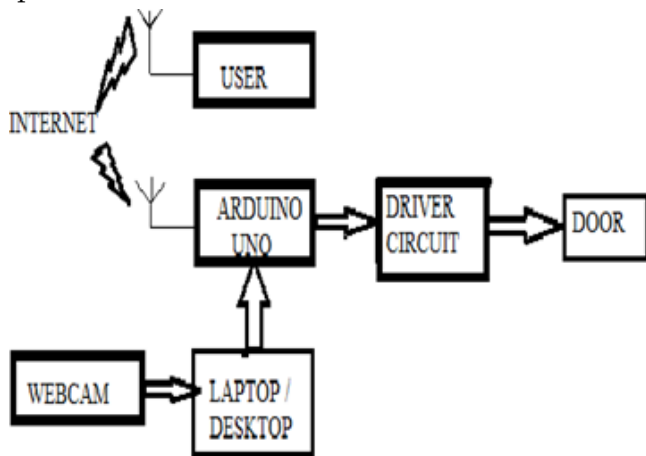 USER
INTERNET
ARDUINO
UNO
DRIVER
CIRCUIT
DOOR
WEBCAM
LAPTOP /
DESKTOP